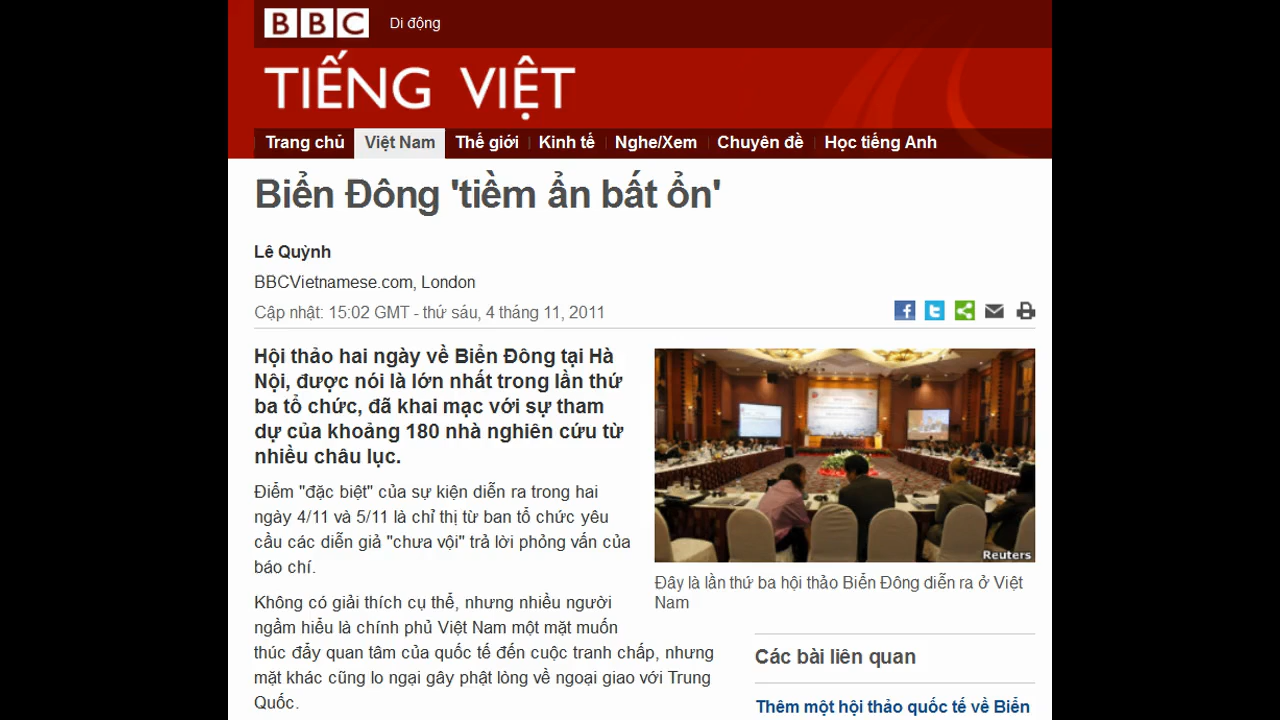 BBC Di động
TIẾNG VIỆT
Trang chủ Việt Nam Thế giới Kinh tế Nghe/Xem Chuyên đề Học tiếng Anh
Biển Đông 'tiềm ẩn bất ổn'
Lê Quỳnh
BBCVietnamese.com, London
Cập nhật: 15:02 GMT - thứ sáu, 4 tháng 11, 2011
Hội thảo hai ngày về Biển Đông tại Hà
Nội, được nói là lớn nhất trong lần thứ
ba tổ chức, đã khai mạc với sự tham
dự của khoảng 180 nhà nghiên cứu từ
nhiều châu lục.
Điểm "đặc biệt" của sự kiện diễn ra trong hai
ngày 4/11 và 5/11 là chỉ thị từ ban tổ chức yêu
cầu các diễn giả "chưa vội" trả lời phỏng vấn của
báo chí.
Không có giải thích cụ thể, nhưng nhiều người
ngầm hiểu là chính phủ Việt Nam một mặt muốn
thúc đẩy quan tâm của quốc tế đến cuộc tranh chấp, nhưng
mặt khác cũng lo ngại gây phật lòng về ngoại giao với Trung
Quốc.
Reuters
Đây là lần thứ ba hội thảo Biển Đông diễn ra ở Việt
Nam
Các bài liên quan
Thêm một hội thảo quốc tế về Biển